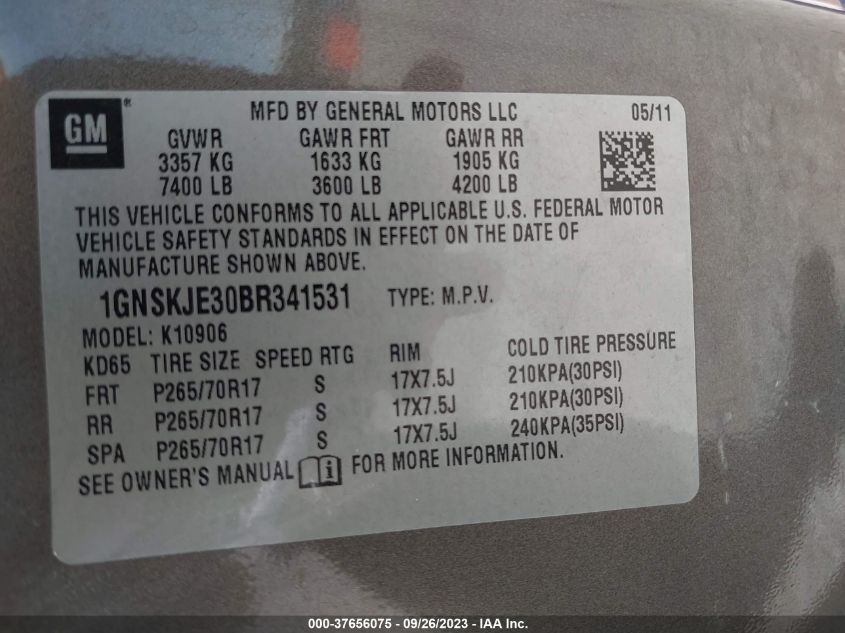 GM ® MFD BY GENERAL MOTORS LLC 05/11
GVWR GAWR FRT GAWR RR
3357 KG 1633 KG 1905 KG
7400 LB 3600 LB 4200 LB
THIS VEHICLE CONFORMS TO ALL APPLICABLE U.S. FEDERAL MOTOR
VEHICLE SAFETY STANDARDS IN EFFECT ON THE DATE OF
MANUFACTURE SHOWN ABOVE.
1GNSKJE30BR341531 TYPE: M.P.V.
MODEL: K10906
KD65 TIRE SIZE SPEED RTG RIM COLD TIRE PRESSURE
FRT P265/70R17 S 17X7.5J 210KPA(30PSI)
RR P265/70R17 S 17X7.5J 210KPA(30PSI)
SPA P265/70R17 S 17X7.5J 240KPA(35PSI)
SEE OWNER'S MANUAL i FOR MORE INFORMATION.
000-37656075 - 09/26/2023 - IAA Inc.